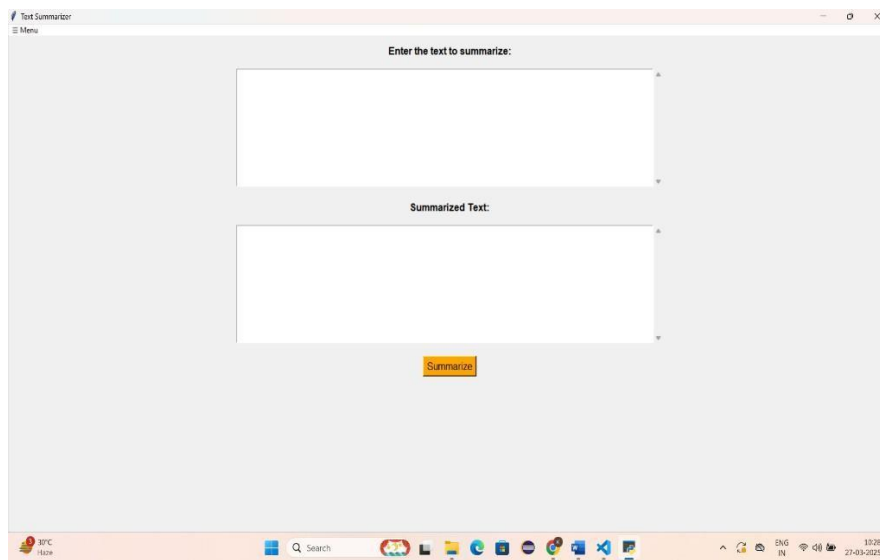 Text Summarizer
☰ Menu
Enter the text to summarize:
Summarized Text:
Summarize
30°C
Haze
Search
ENG
IN
10:28
27-03-2025